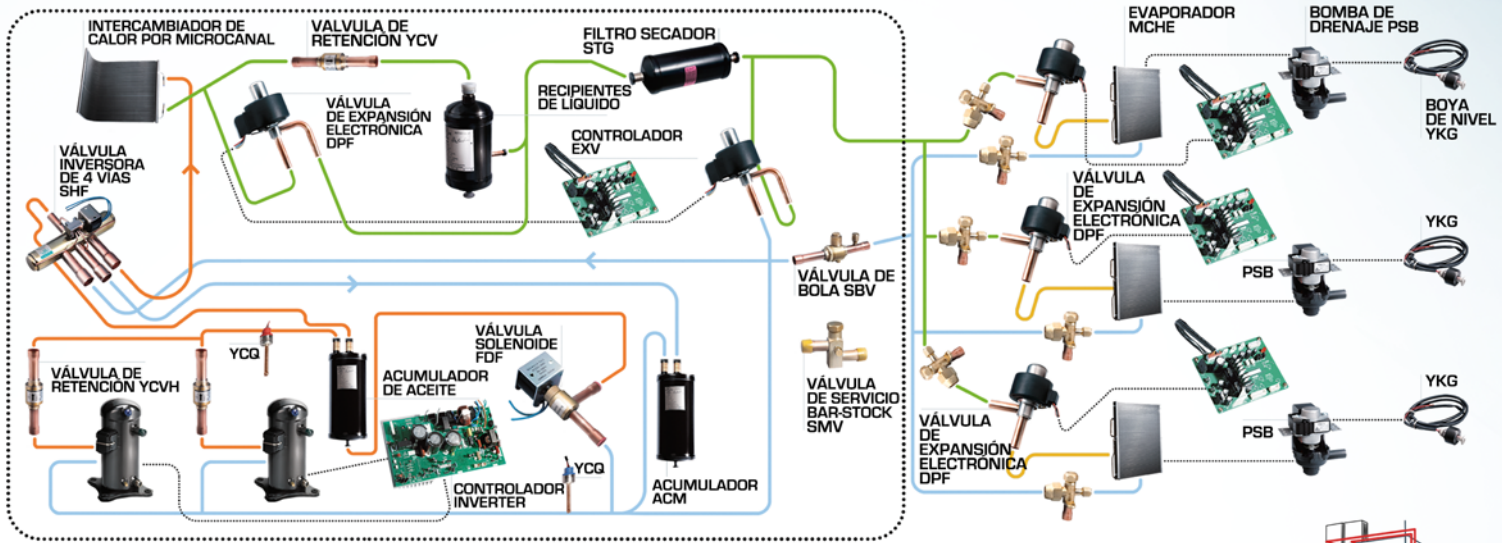 INTERCAMBIADOR DE
CALOR POR MICROCANAL
VALVULA DE
RETENCIÓN YCV
FILTRO SECADOR
STG
RECIPIENTES
DE LÍQUIDO
VÁLVULA
DE EXPANSIÓN
ELECTRÓNICA
DPF
CONTROLADOR
EXV
VÁLVULA
INVERSORA
DE 4 VÍAS
SHF
VÁLVULA DE
BOLA SBV
YCQ
VÁLVULA
SOLENOIDE
FDF
VÁLVULA DE
RETENCIÓN YCVH
ACUMULADOR
DE ACEITE
VÁLVULA
DE SERVICIO
BAR-STOCK
SMV
YCQ
CONTROLADOR
INVERTER
ACUMULADOR
ACM
EVAPORADOR
MCHE
BOMBA DE
DRENAJE PSB
BOYA
DE NIVEL
YKG
VÁLVULA
DE
EXPANSIÓN
ELECTRÓNICA
DPF
PSB
YKG
VÁLVULA
DE
EXPANSIÓN
ELECTRÓNICA
DPF
PSB
YKG